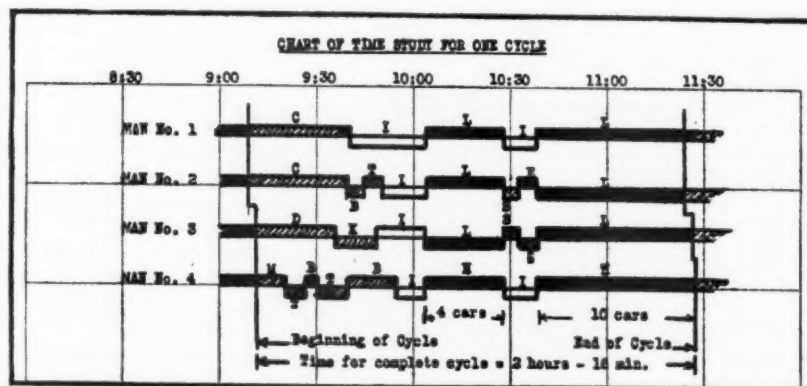 CHART OF TIME STUDY FOR ONE CYCLE
8:30 9:00 9:30 10:00 10:30 11:00 11:30
C I L I L
MAN No. 1
C T I L E L
MAN No. 2
B
D K I L L
MAN No. 3
M B T B I M I M
MAN No. 4
4 cars 10 cars
Beginning of Cycle End of Cycle
Time for complete cycle = 2 hours - 16 min.